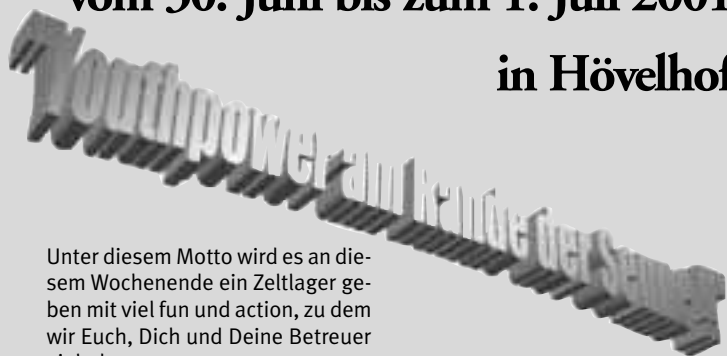 vom 30. Juni bis zum 1. Juli 2001
in Hövelhof
Youthpower am Rande der Senne
Unter diesem Motto wird es an die-
sem Wochenende ein Zeltlager ge-
ben mit viel fun und action, zu dem
wir Euch, Dich und Deine Betreuer